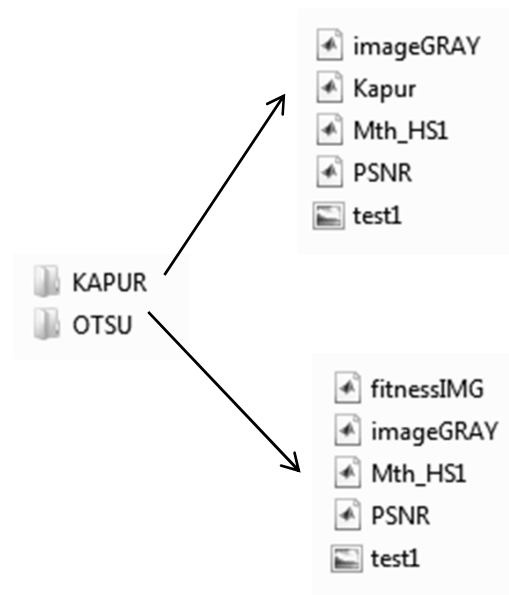 imageGRAY
Kapur
Mth_HS1
PSNR
test1
KAPUR
OTSU
fitnessIMG
imageGRAY
Mth_HS1
PSNR
test1